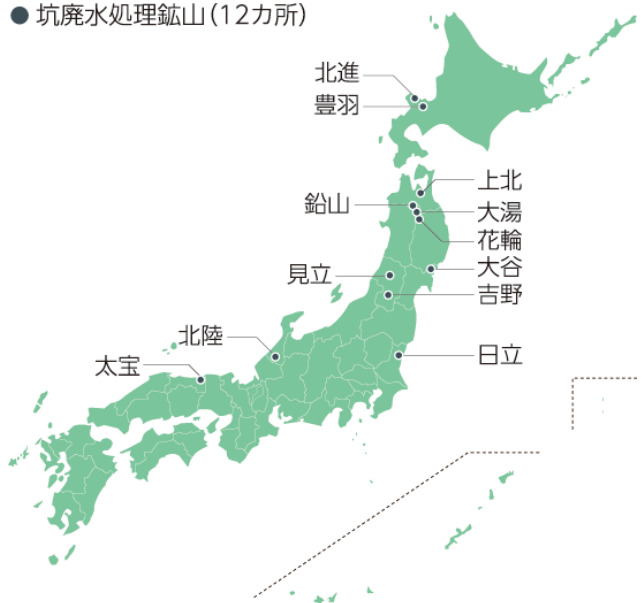 ● 坑廃水処理鉱山(12カ所)
北進
豊羽
上北
鉛山
大湯
花輪
大谷
見立
吉野
北陸
日立
太宝